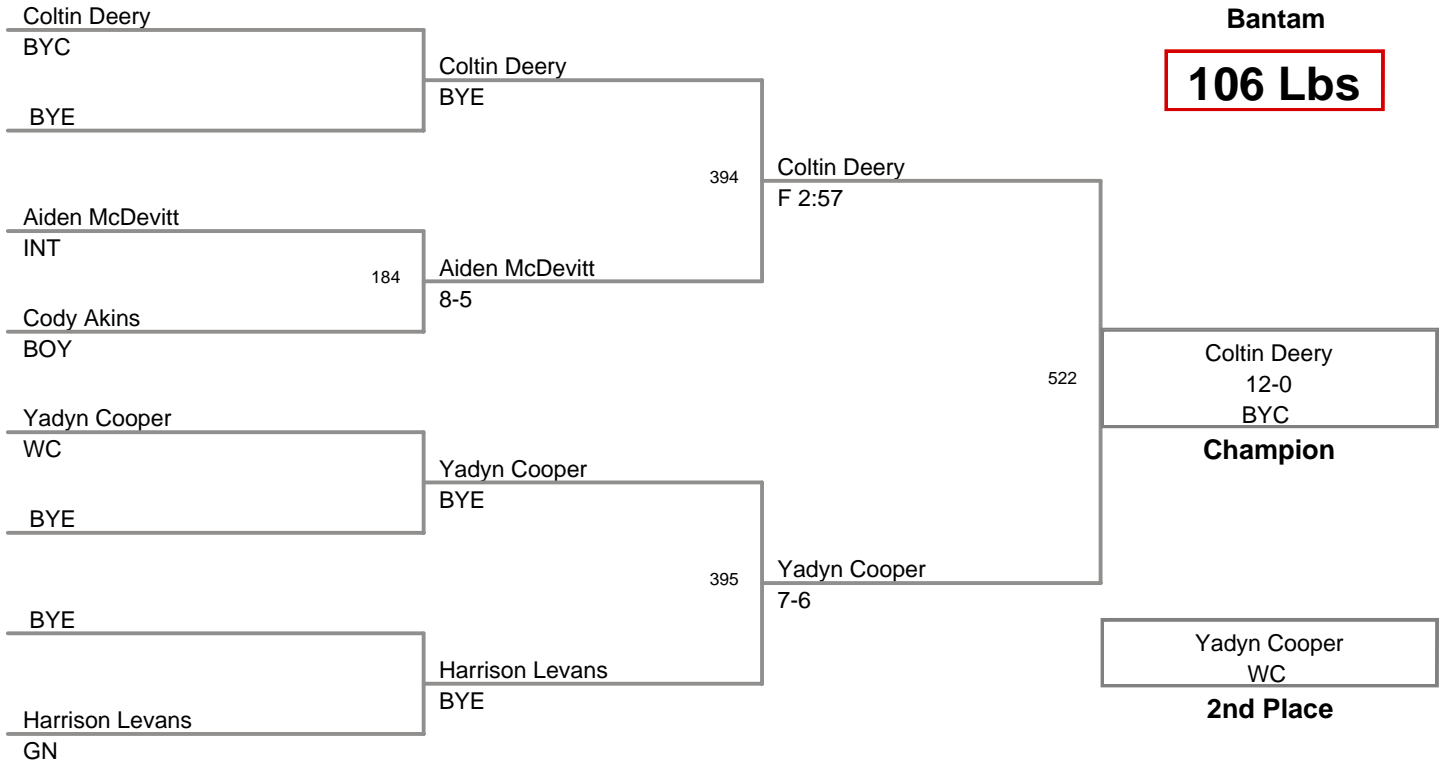 Coltin Deery
BYC
BYE
Aiden McDevitt
INT
184
Cody Akins
BOY
Yadyn Cooper
WC
BYE
BYE
Harrison Levans
GN
Coltin Deery
BYE
394
Aiden McDevitt
8-5
Yadyn Cooper
BYE
395
Harrison Levans
BYE
Coltin Deery
F 2:57
522
Yadyn Cooper
7-6
Bantam
106 Lbs
Coltin Deery
12-0
BYC
Champion
Yadyn Cooper
WC
2nd Place